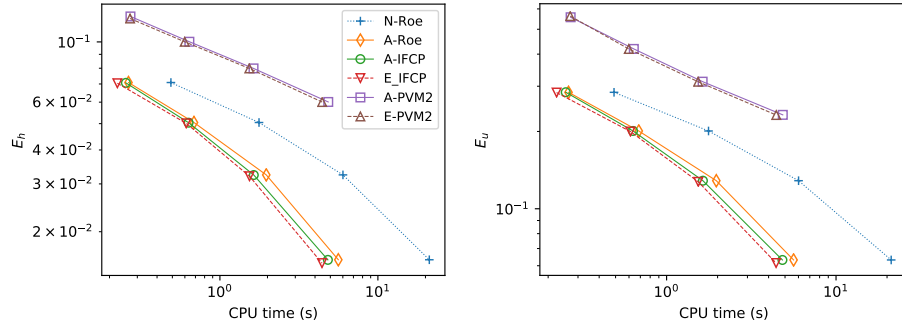 N-Roe
A-Roe
A-IFCP
E_IFCP
A-PVM2
E-PVM2
10⁻¹
6 × 10⁻²
4 × 10⁻²
3 × 10⁻²
2 × 10⁻²
E_h
10⁰
10¹
CPU time (s)
10⁻¹
E_u
10⁰
10¹
CPU time (s)